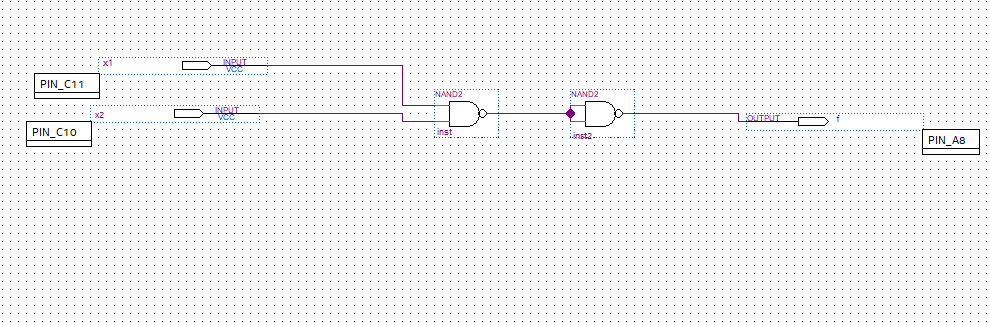 x1
INPUT
VCC
PIN_C11
x2
INPUT
VCC
PIN_C10
NAND2
inst
NAND2
inst2
OUTPUT
f
PIN_A8